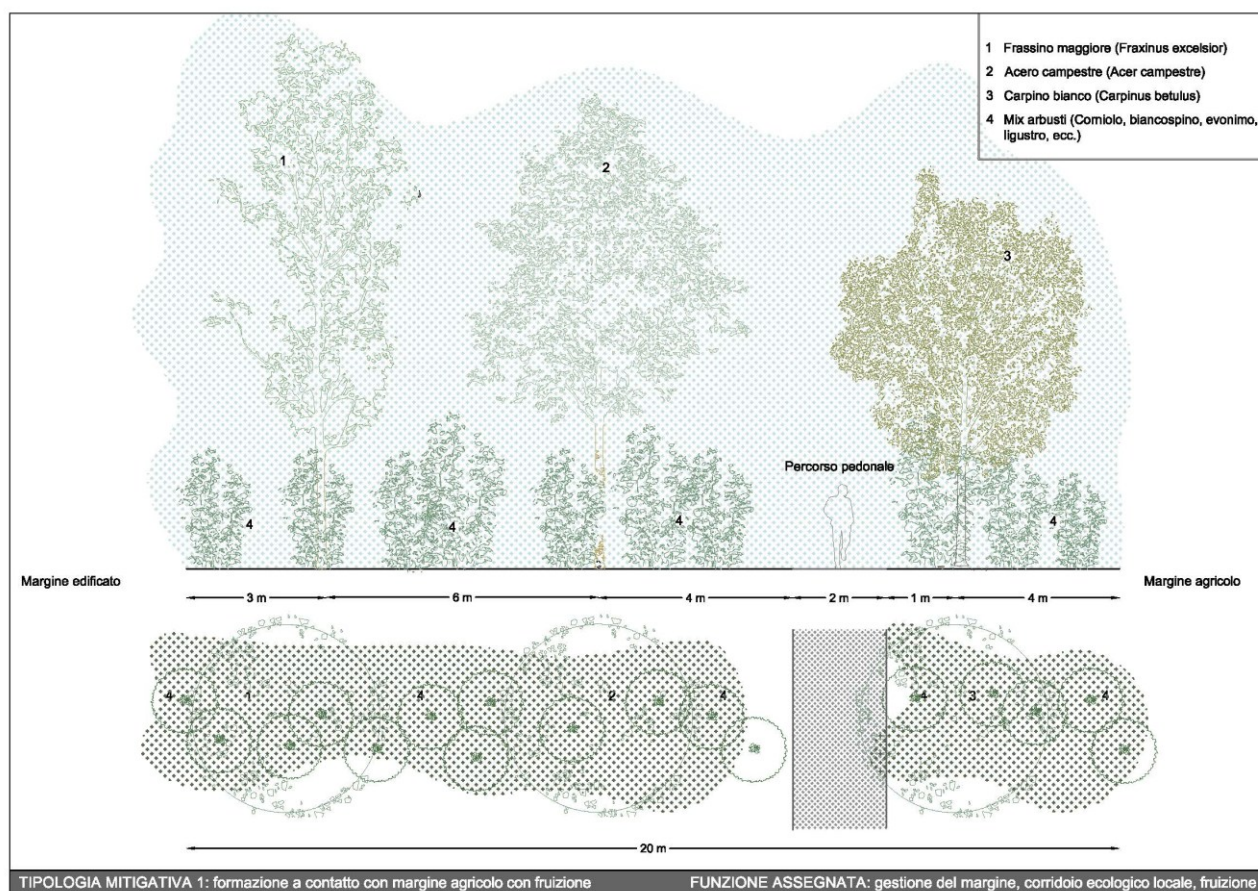 1 Frassino maggiore (Fraxinus excelsior)
2 Acero campestre (Acer campestre)
3 Carpino bianco (Carpinus betulus)
4 Mix arbusti (Corniolo, biancospino, evonimo,
ligustro, ecc.)
1
2
3
Percorso pedonale
4
4
4
4
Margine edificato
Margine agricolo
3 m
6 m
4 m
2 m
1 m
4 m
4
1
4
2
4
4
3
4
20 m
TIPOLOGIA MITIGATIVA 1: formazione a contatto con margine agricolo con fruizione
FUNZIONE ASSEGNATA: gestione del margine, corridoio ecologico locale, fruizione